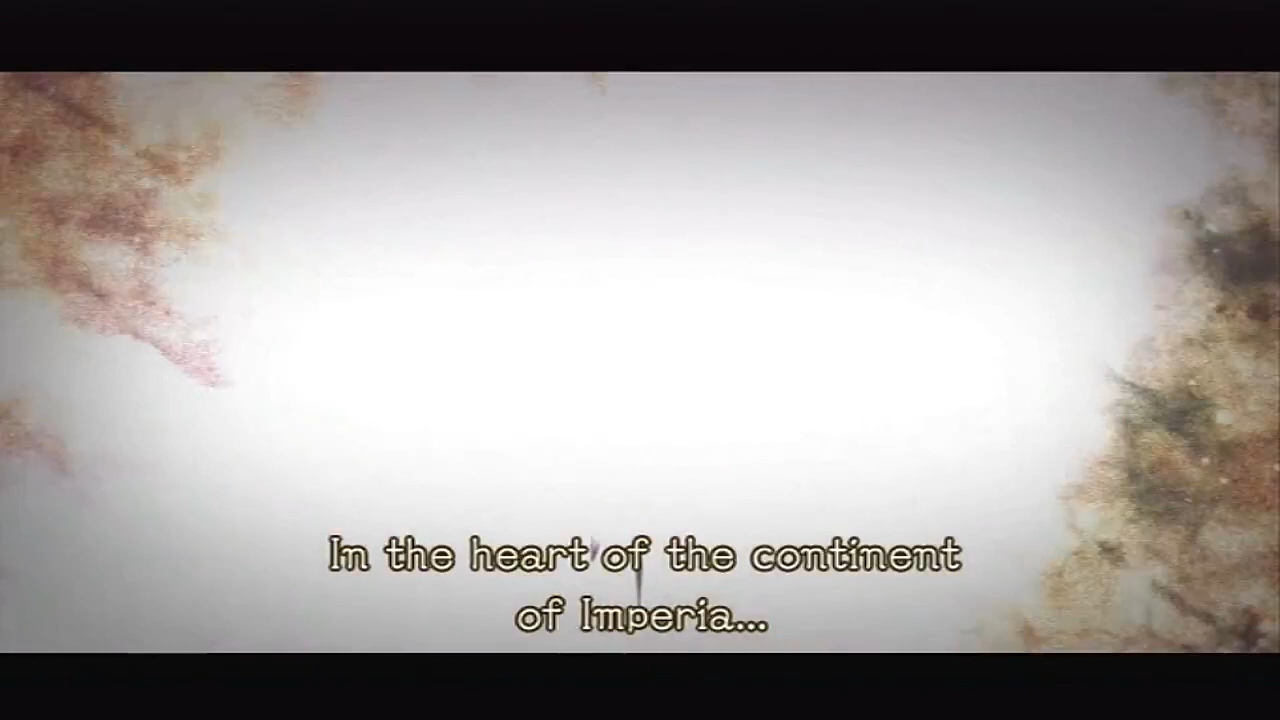 In the heart of the continent
of Imperia...